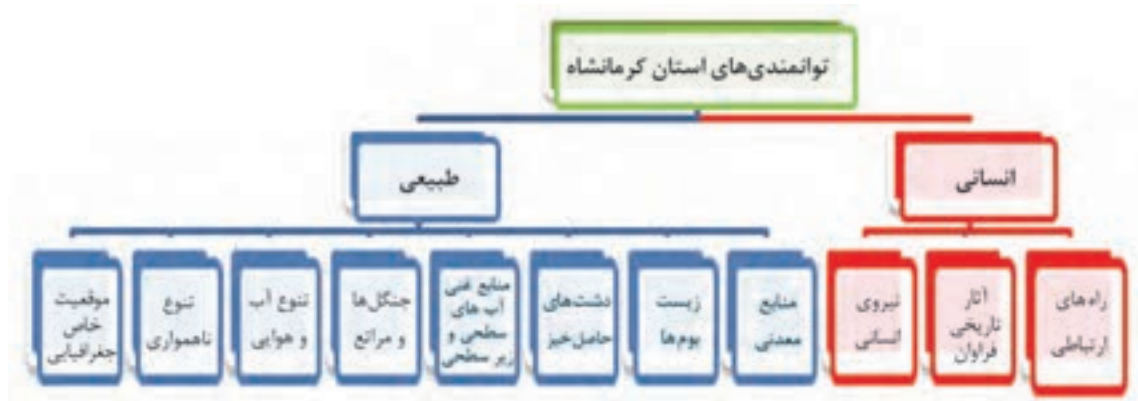 توانمندی‌های استان کرمانشاه
انسانی
طبیعی
راه‌های
ارتباطی
آثار
تاریخی
فراوان
نیروی
انسانی
منابع
معدنی
زیست
بوم‌ها
دشت‌های
حاصل‌خیز
منابع غنی
آب های
سطحی و
زیر سطحی
جنگل‌ها
و مراتع
تنوع آب
و هوایی
تنوع
ناهمواری
موقعیت
خاص
جغرافیایی